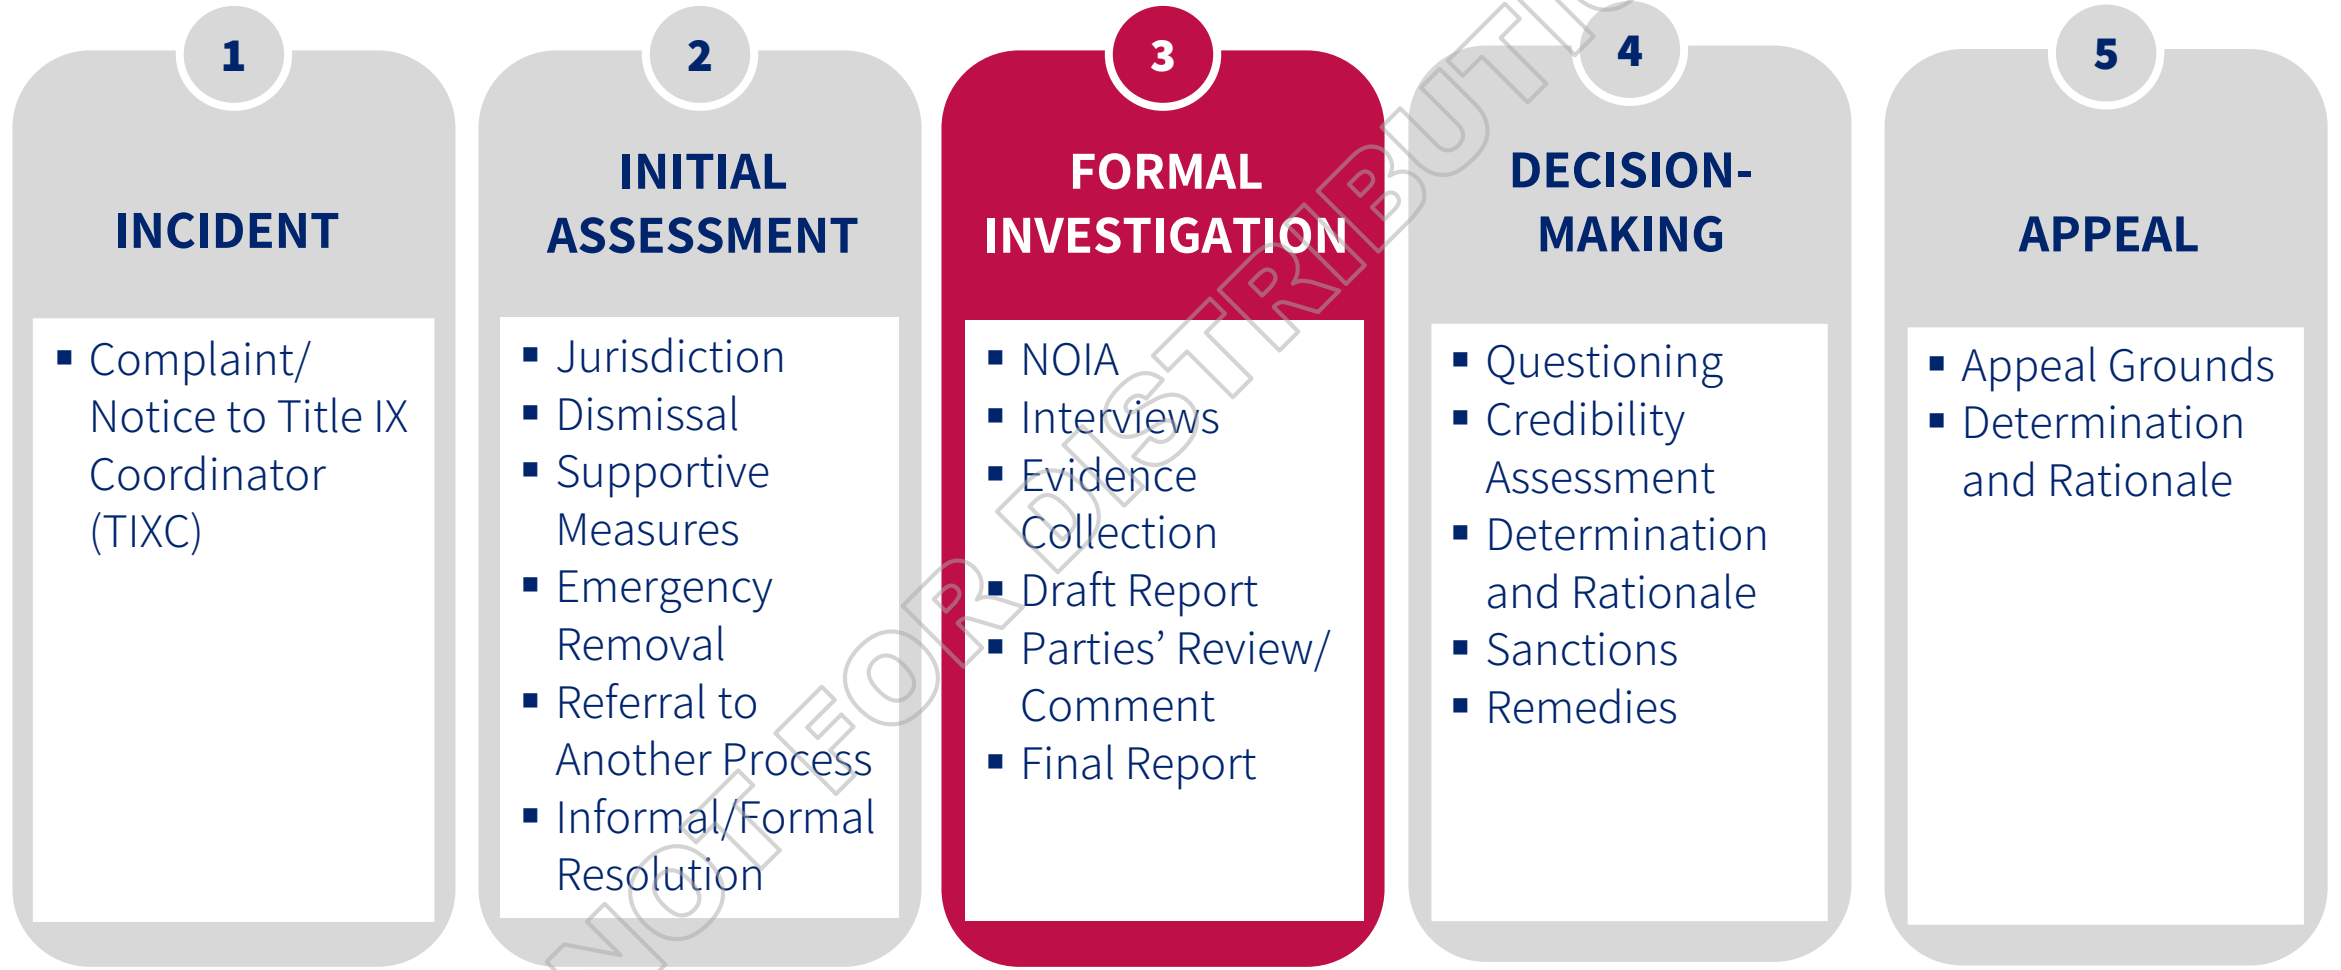 1
INCIDENT
▪ Complaint/
Notice to Title IX
Coordinator
(TIXC)
2
INITIAL
ASSESSMENT
▪ Jurisdiction
▪ Dismissal
▪ Supportive
Measures
▪ Emergency
Removal
▪ Referral to
Another Process
▪ Informal/Formal
Resolution
3
FORMAL
INVESTIGATION
▪ NOIA
▪ Interviews
▪ Evidence
Collection
▪ Draft Report
▪ Parties’ Review/
Comment
▪ Final Report
4
DECISION-
MAKING
▪ Questioning
▪ Credibility
Assessment
▪ Determination
and Rationale
▪ Sanctions
▪ Remedies
5
APPEAL
▪ Appeal Grounds
▪ Determination
and Rationale
NOT FOR DISTRIBUTIO